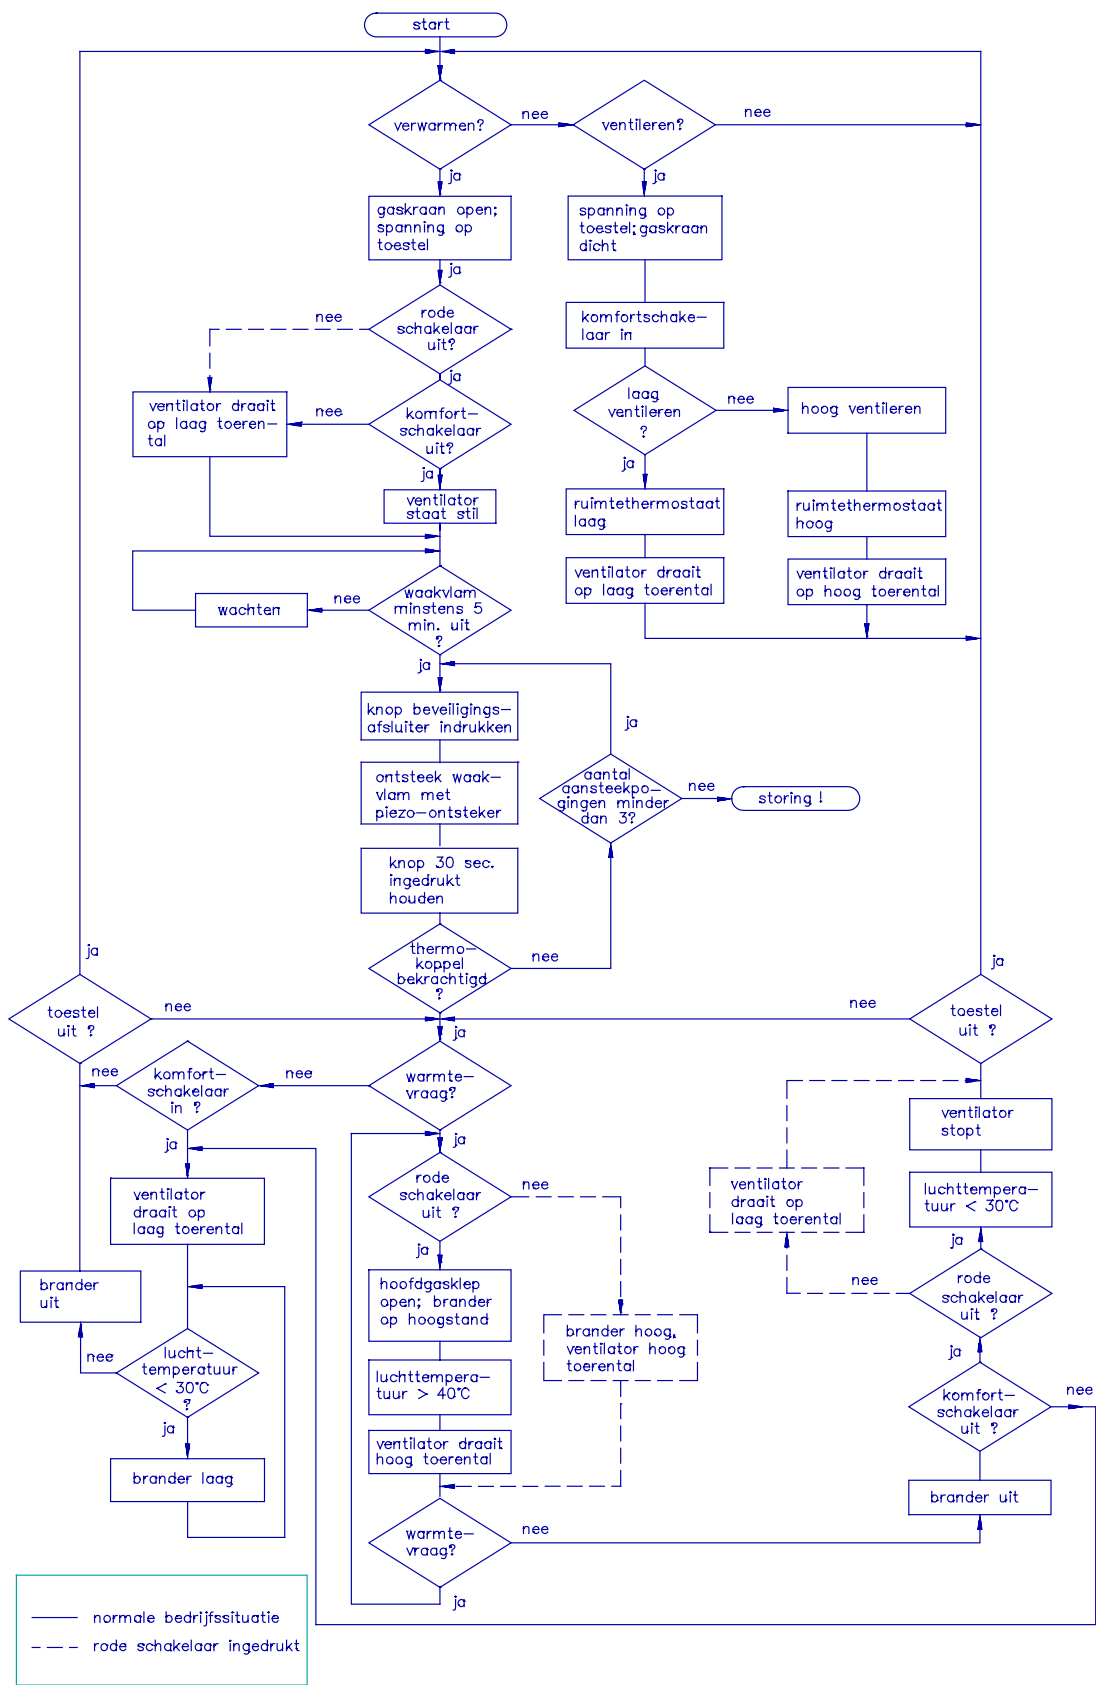 start
verwarmen?
nee
ventileren?
nee
ja
ja
gaskraan open;
spanning op
toestel
spanning op
toestel;gaskraan
dicht
ja
rode
schakelaar
uit?
nee
komfortschake-
laar in
ja
laag
ventileren
?
nee
hoog ventileren
ventilator draait
op laag toeren-
tal
nee
komfort-
schakelaar
uit?
ja
ja
ventilator
staat stil
ruimtethermostaat
laag
ruimtethermostaat
hoog
ventilator draait
op laag toerental
ventilator draait
op hoog toerental
wachten
nee
waakvlam
minstens 5
min. uit
?
ja
knop beveiligings-
afsluiter indrukken
ja
ontsteek waak-
vlam met
piezo-ontsteker
aantal
aansteekpo-
gingen minder
dan 3?
nee
storing !
knop 30 sec.
ingedrukt
houden
thermo-
koppel
bekrachtigd
?
nee
ja
ja
toestel
uit ?
nee
nee
toestel
uit ?
ja
komfort-
schakelaar
in ?
nee
nee
warmte-
vraag?
ja
ja
ventilator
stopt
rode
schakelaar
uit ?
nee
ventilator
draait op
laag toerental
ventilator
draait op
laag toerental
luchttempera-
tuur < 30°C
ja
ja
brander
uit
hoofdgasklep
open; brander
op hoogstand
nee
rode
schakelaar
uit ?
brander hoog,
ventilator hoog
toerental
lucht-
temperatuur
< 30°C
?
nee
ja
luchttempera-
tuur > 40°C
ja
komfort-
schakelaar
uit ?
nee
ventilator draait
hoog toerental
brander laag
brander uit
warmte-
vraag?
nee
ja
normale bedrijfssituatie
rode schakelaar ingedrukt